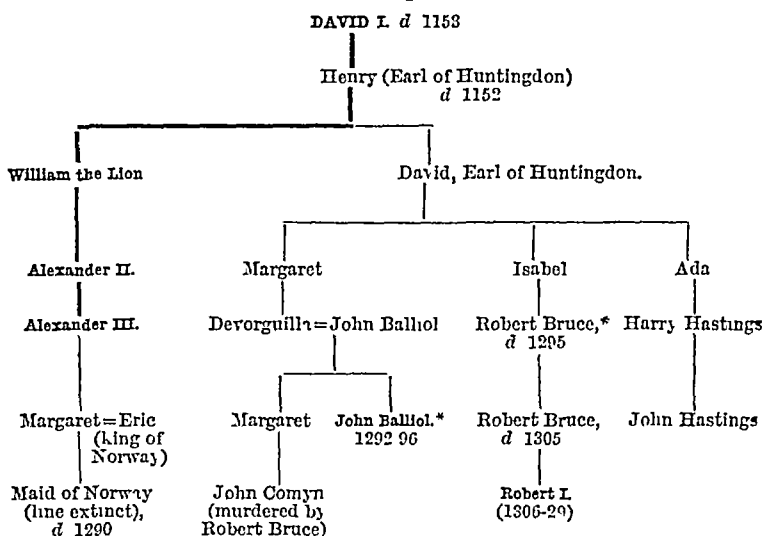 DAVID I. d 1153
Henry (Earl of Huntingdon)
d 1152
William the Lion
David, Earl of Huntingdon.
Alexander II.
Margaret
Isabel
Ada
Alexander III.
Devorguilla=John Balliol
Robert Bruce,*
d 1295
Harry Hastings
Margaret=Eric
(king of
Norway)
Margaret
John Balliol.*
1292 96
Robert Bruce,
d 1305
John Hastings
Maid of Norway
(line extinct),
d 1290
John Comyn
(murdered by
Robert Bruce)
Robert I.
(1306-29)